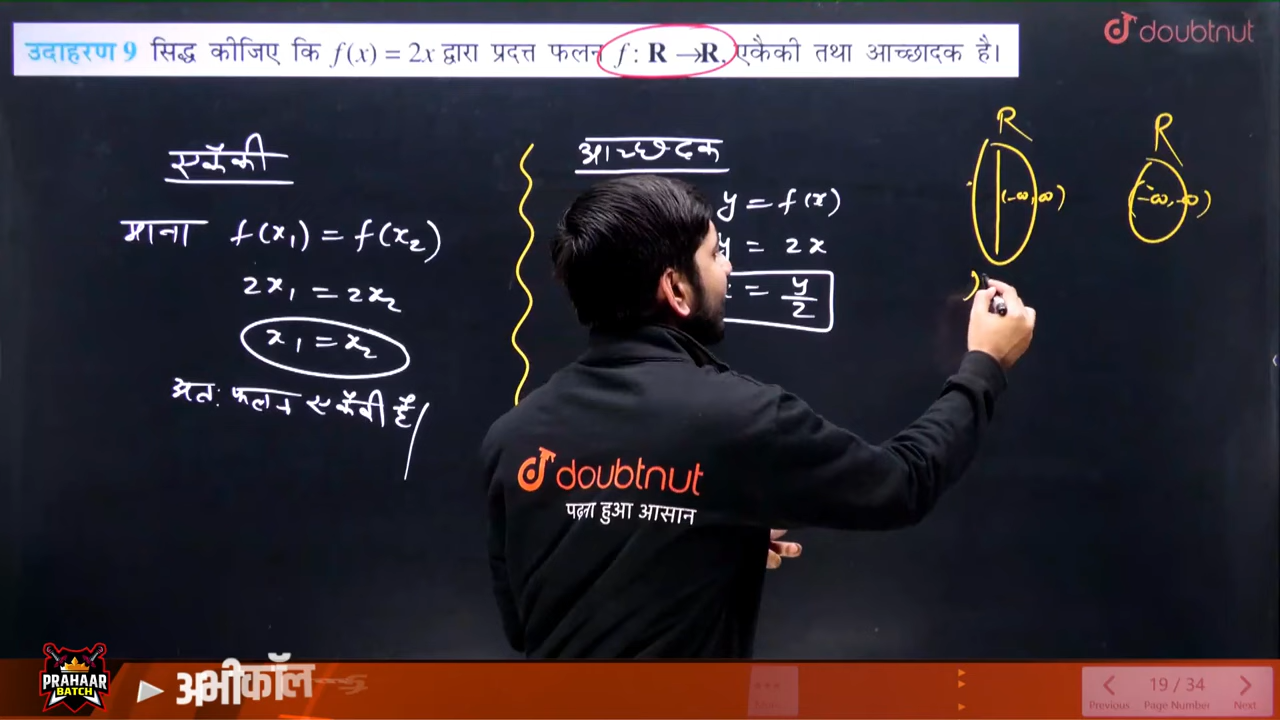 उदाहरण 9 सिद्ध कीजिए कि f(x) = 2x द्वारा प्रदत्त फलन f : R → R, एकैकी तथा आच्छादक है।
doubtnut
एकैकी
माना f(x₁) = f(x₂)
2x₁ = 2x₂
x₁ = x₂
अतः फलन एकैकी है/
आच्छादक
y = f(x)
y = 2x
= y/2
R
(-∞, ∞)
R
(-∞, ∞)
doubtnut
पढ़ना हुआ आसान
PRAHAAR
BATCH
अभी कॉल
19 / 34
Previous Page Number Next